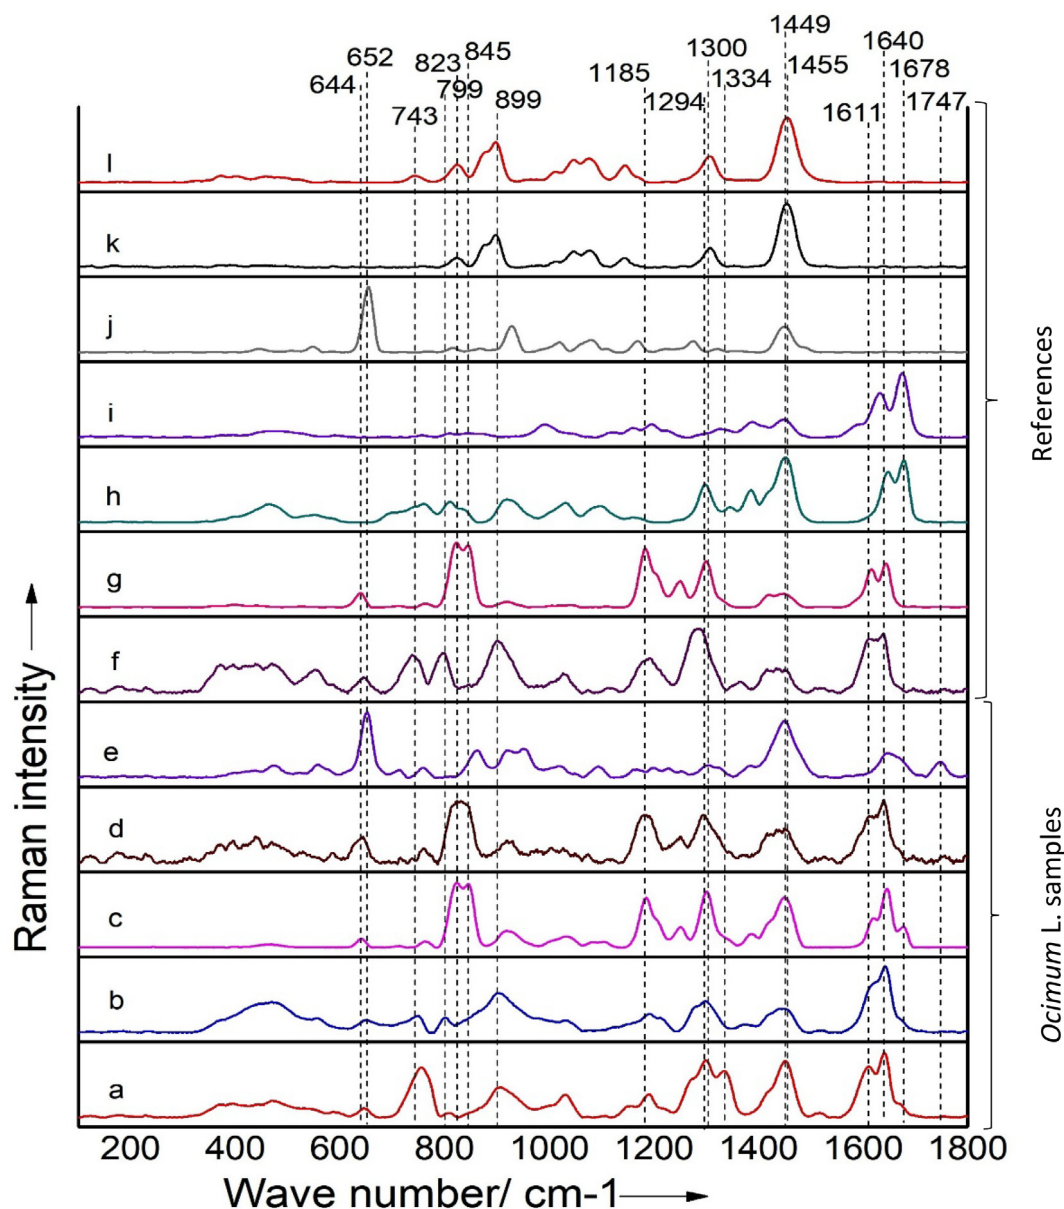 1449
1300
1640
652
845
823
1455
1185
1678
644
799
1334
743
899
1294
1611
1747
l
k
j
i
h
g
f
e
d
c
b
a
References
Ocimum L. samples
Raman intensity
200 400 600 800 1000 1200 1400 1600 1800
Wave number/ cm-1